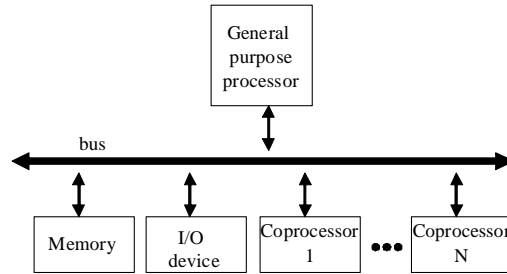 General
purpose
processor
bus
Memory
I/O
device
Coprocessor
1
Coprocessor
N